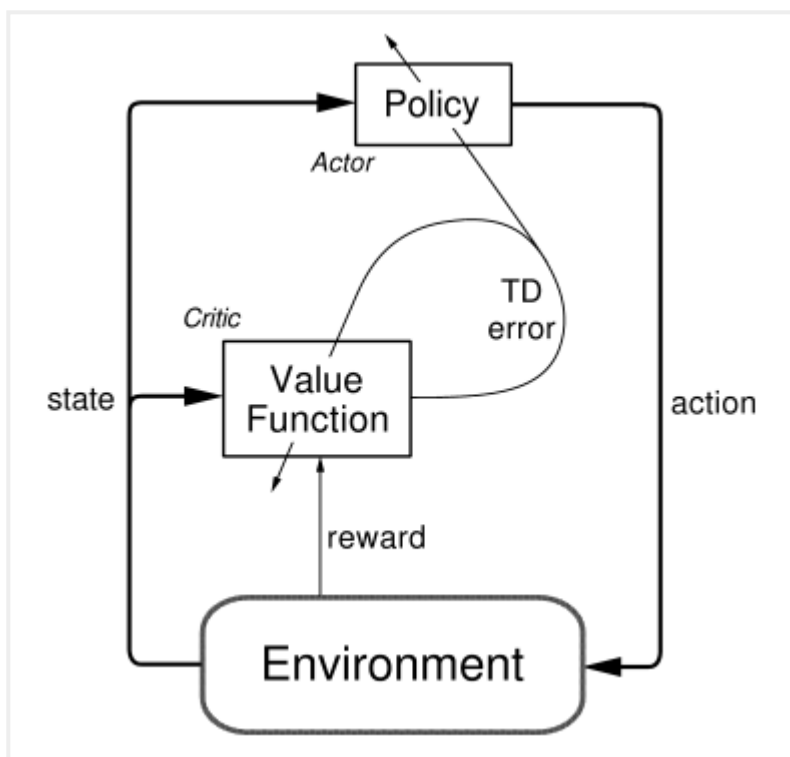 Policy
Actor
TD
error
Critic
Value
Function
state
action
reward
Environment